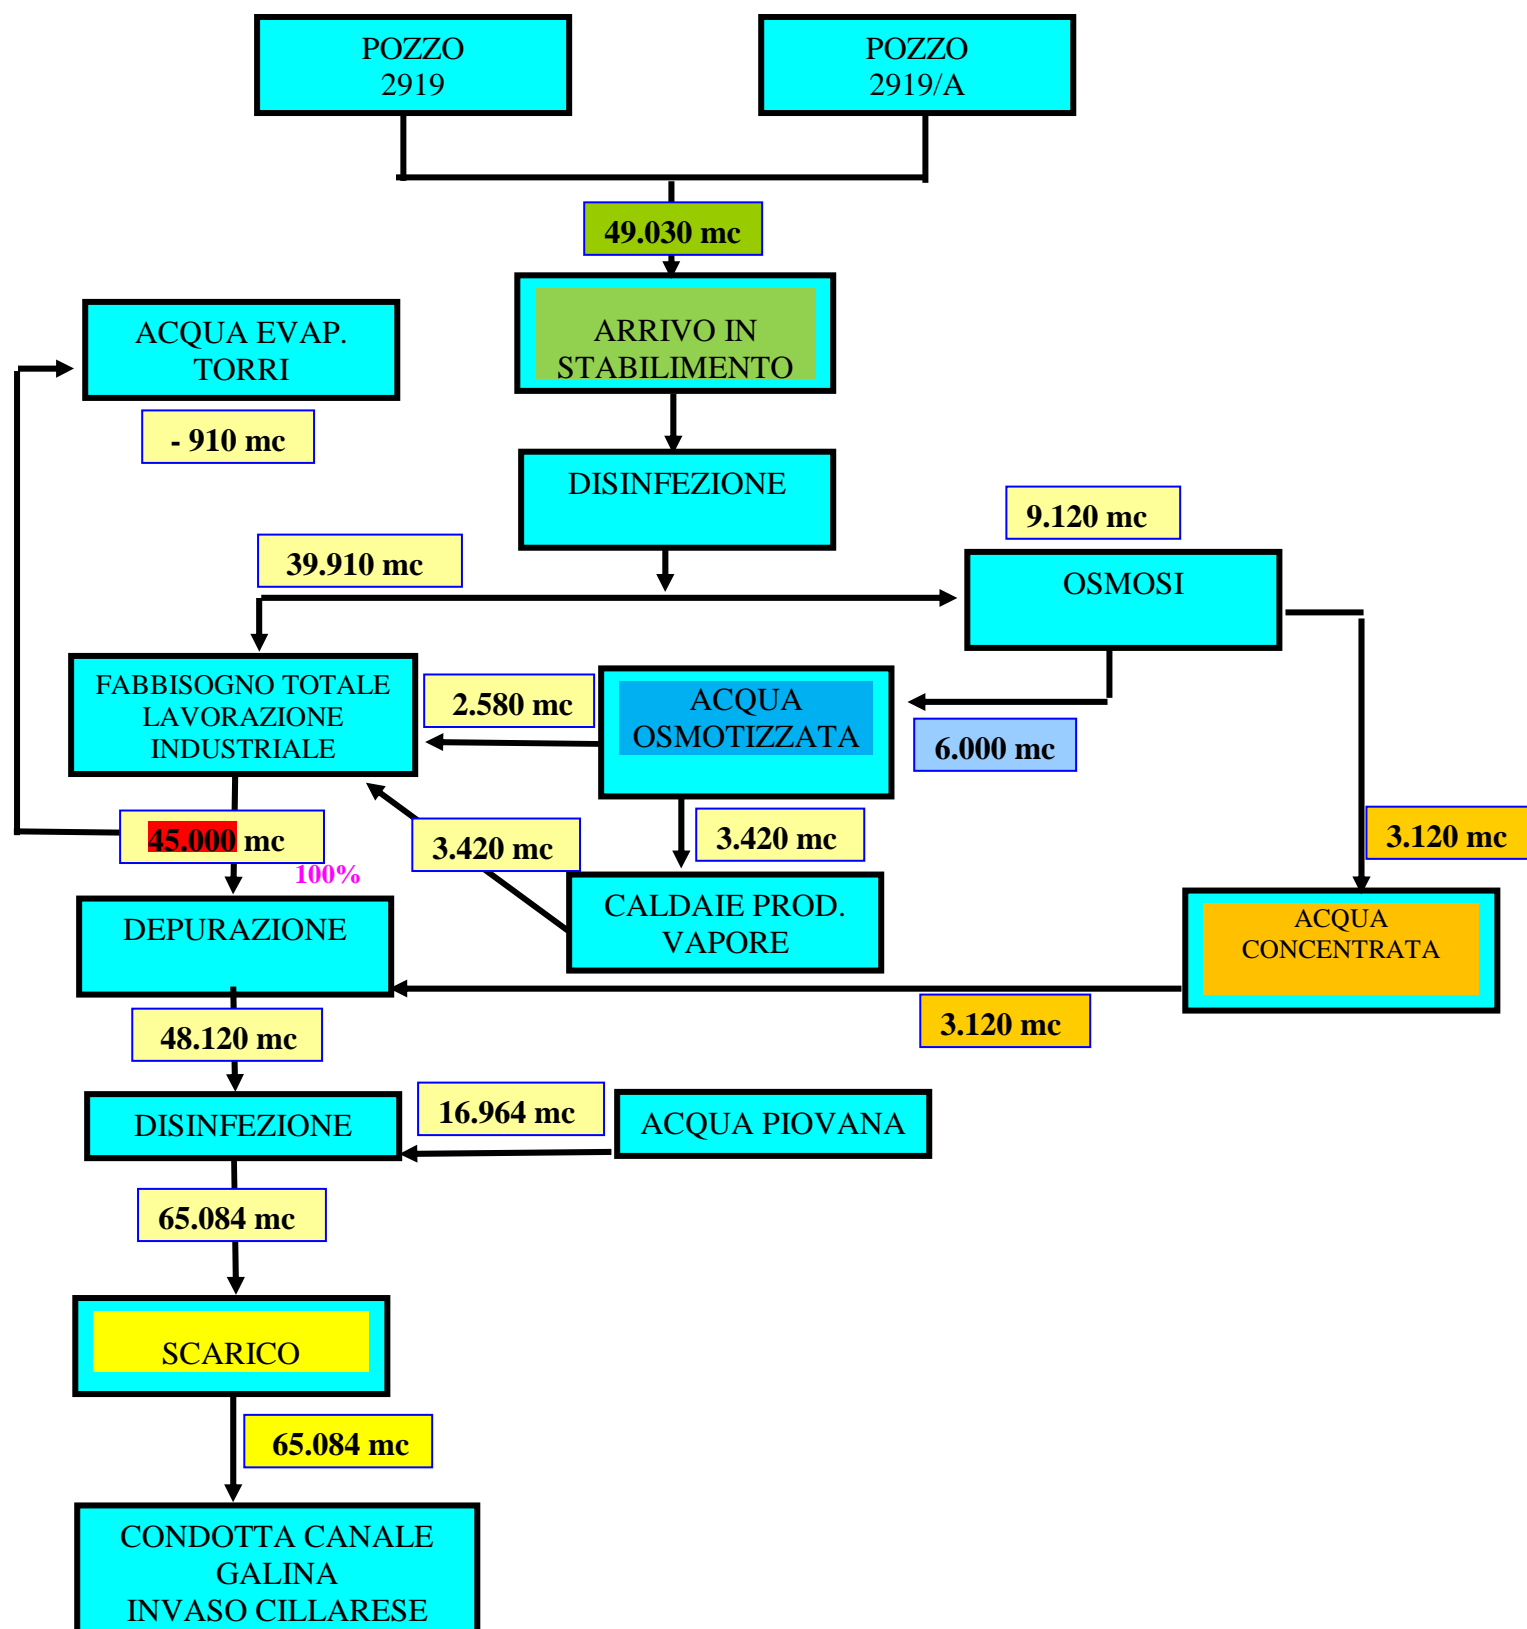 POZZO
2919
POZZO
2919/A
49.030 mc
ARRIVO IN
STABILIMENTO
ACQUA EVAP.
TORRI
- 910 mc
DISINFEZIONE
9.120 mc
39.910 mc
OSMOSI
FABBISOGNO TOTALE
LAVORAZIONE
INDUSTRIALE
2.580 mc
ACQUA
OSMOTIZZATA
6.000 mc
45.000 mc
100%
3.420 mc
3.420 mc
3.120 mc
DEPURAZIONE
CALDAIE PROD.
VAPORE
ACQUA
CONCENTRATA
3.120 mc
48.120 mc
DISINFEZIONE
16.964 mc
ACQUA PIOVANA
65.084 mc
SCARICO
65.084 mc
CONDOTTA CANALE
GALINA
INVASO CILLARESE